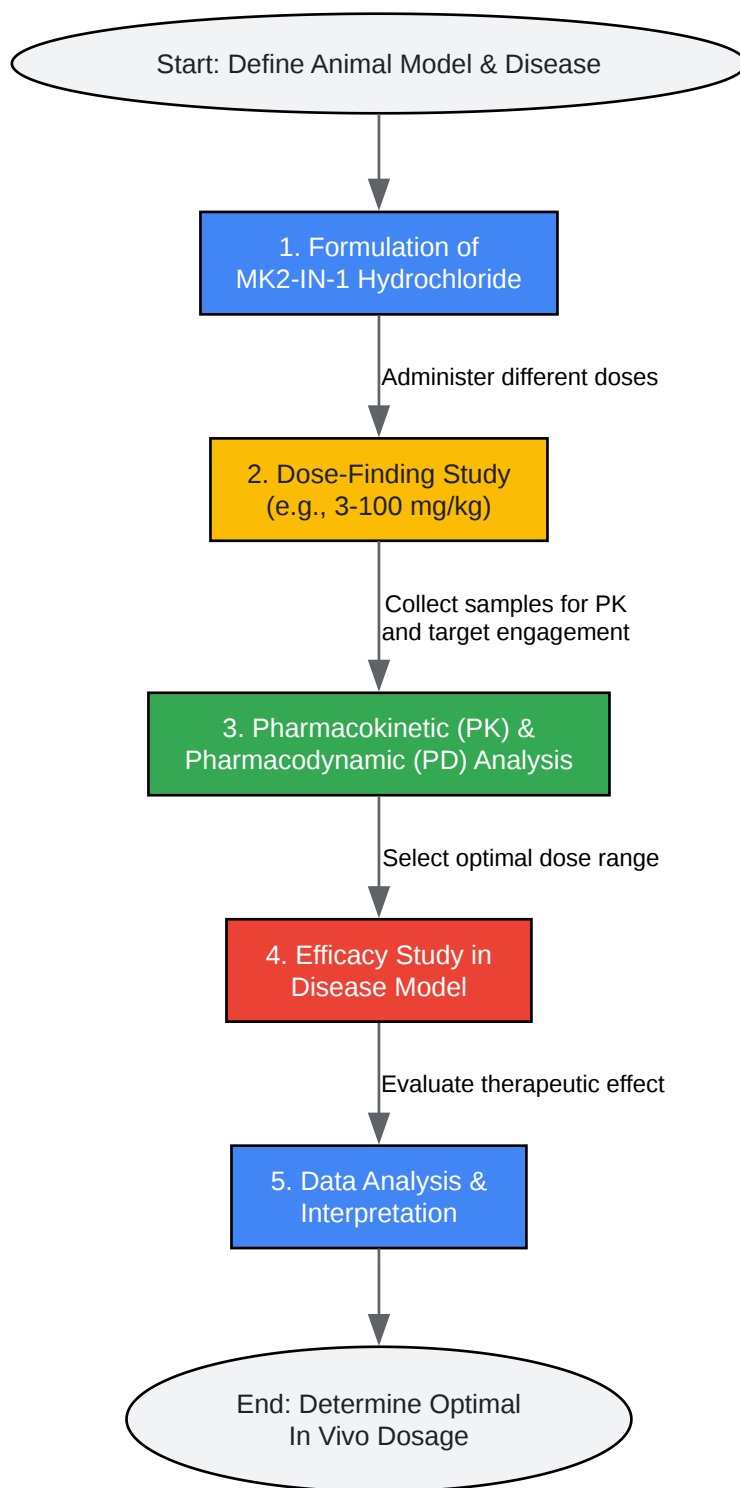 Start: Define Animal Model & Disease
1. Formulation of
MK2-IN-1 Hydrochloride
Administer different doses
2. Dose-Finding Study
(e.g., 3-100 mg/kg)
Collect samples for PK
and target engagement
3. Pharmacokinetic (PK) &
Pharmacodynamic (PD) Analysis
Select optimal dose range
4. Efficacy Study in
Disease Model
Evaluate therapeutic effect
5. Data Analysis &
Interpretation
End: Determine Optimal
In Vivo Dosage